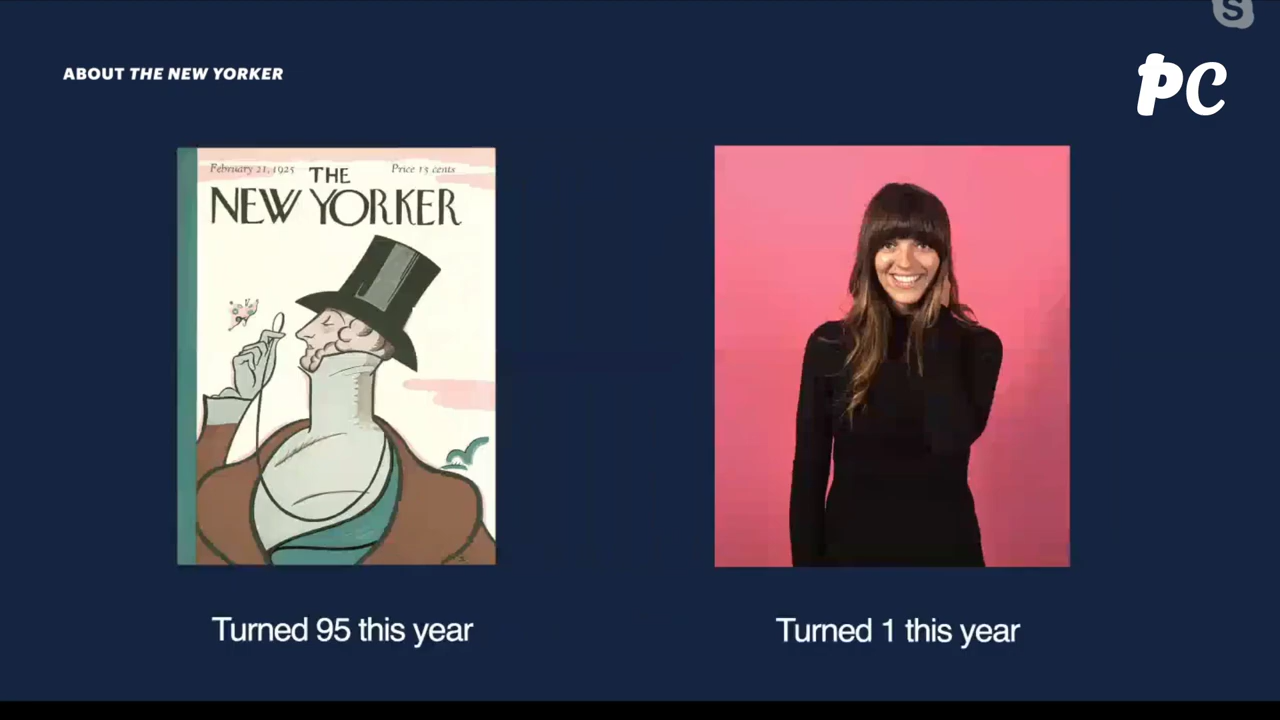 S
ABOUT THE NEW YORKER
PC
February 21, 1925
Price 15 cents
THE
NEW YORKER
Turned 95 this year
Turned 1 this year